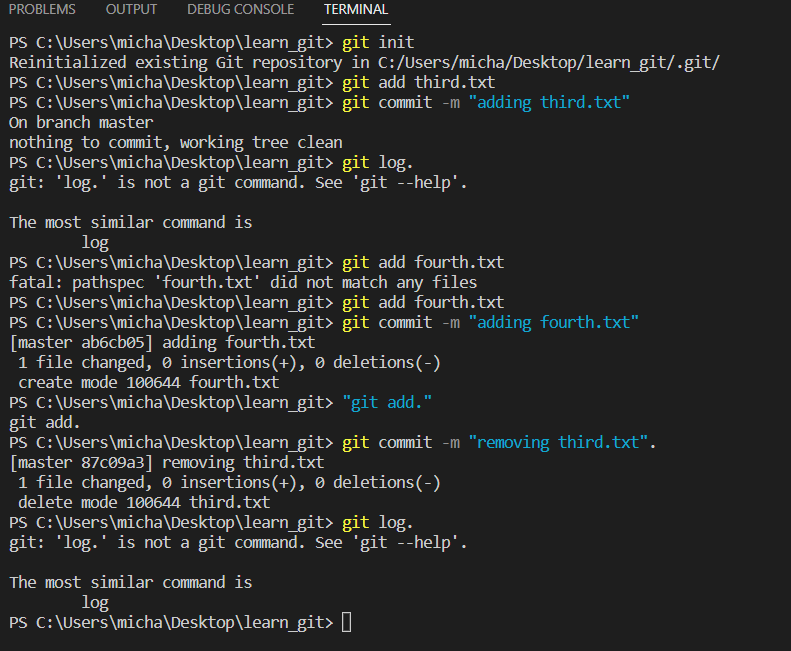 PROBLEMS OUTPUT DEBUG CONSOLE TERMINAL
PS C:\Users\micha\Desktop\learn_git> git init
Reinitialized existing Git repository in C:/Users/micha/Desktop/learn_git/.git/
PS C:\Users\micha\Desktop\learn_git> git add third.txt
PS C:\Users\micha\Desktop\learn_git> git commit -m "adding third.txt"
On branch master
nothing to commit, working tree clean
PS C:\Users\micha\Desktop\learn_git> git log.
git: 'log.' is not a git command. See 'git --help'.

The most similar command is
        log
PS C:\Users\micha\Desktop\learn_git> git add fourth.txt
fatal: pathspec 'fourth.txt' did not match any files
PS C:\Users\micha\Desktop\learn_git> git add fourth.txt
PS C:\Users\micha\Desktop\learn_git> git commit -m "adding fourth.txt"
[master ab6cb05] adding fourth.txt
 1 file changed, 0 insertions(+), 0 deletions(-)
 create mode 100644 fourth.txt
PS C:\Users\micha\Desktop\learn_git> "git add."
git add.
PS C:\Users\micha\Desktop\learn_git> git commit -m "removing third.txt".
[master 87c09a3] removing third.txt
 1 file changed, 0 insertions(+), 0 deletions(-)
 delete mode 100644 third.txt
PS C:\Users\micha\Desktop\learn_git> git log.
git: 'log.' is not a git command. See 'git --help'.

The most similar command is
        log
PS C:\Users\micha\Desktop\learn_git>